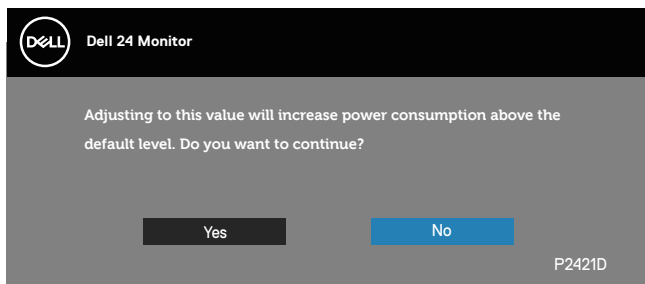 DELL
Dell 24 Monitor
Adjusting to this value will increase power consumption above the
default level. Do you want to continue?
Yes
No
P2421D